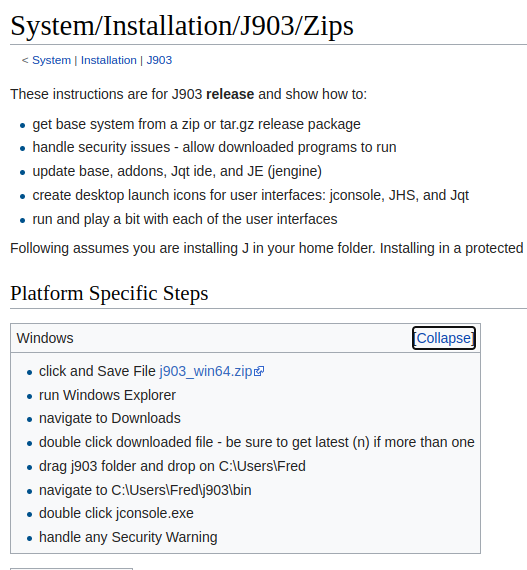 System/Installation/J903/Zips
< System | Installation | J903
These instructions are for J903 release and show how to:
get base system from a zip or tar.gz release package
handle security issues - allow downloaded programs to run
update base, addons, Jqt ide, and JE (jengine)
create desktop launch icons for user interfaces: jconsole, JHS, and Jqt
run and play a bit with each of the user interfaces
Following assumes you are installing J in your home folder. Installing in a protected
Platform Specific Steps
Windows [Collapse]
click and Save File j903_win64.zip
run Windows Explorer
navigate to Downloads
double click downloaded file - be sure to get latest (n) if more than one
drag j903 folder and drop on C:\Users\Fred
navigate to C:\Users\Fred\j903\bin
double click jconsole.exe
handle any Security Warning